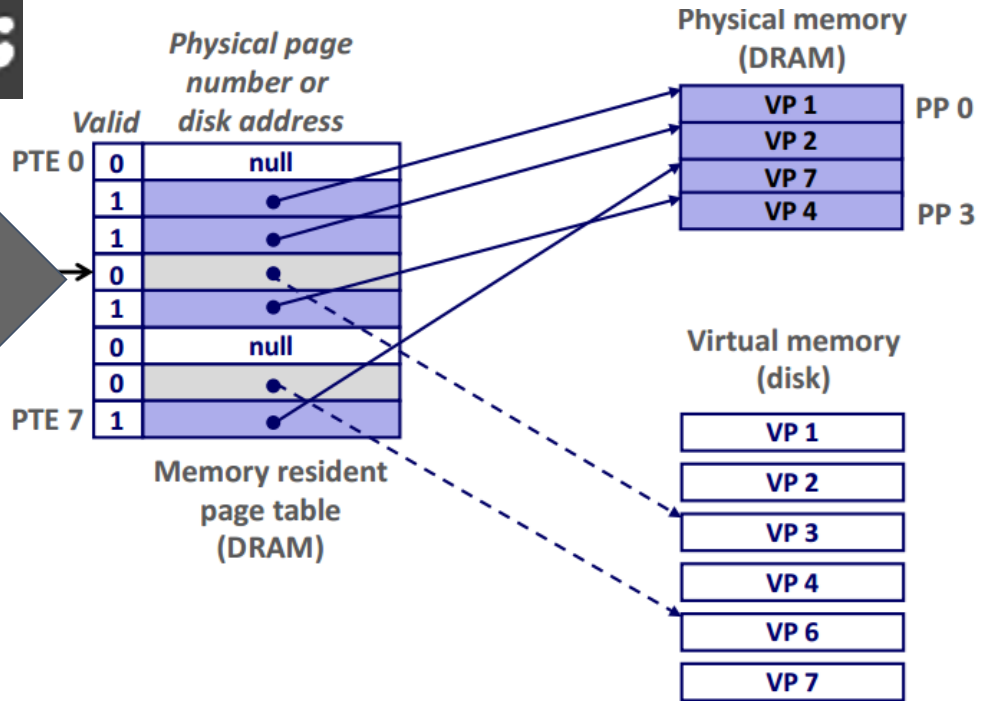 Physical page
number or
disk address
Valid
PTE 0
0
null
1
1
0
1
0
null
0
PTE 7
1
Memory resident
page table
(DRAM)
Physical memory
(DRAM)
VP 1
PP 0
VP 2
VP 7
VP 4
PP 3
Virtual memory
(disk)
VP 1
VP 2
VP 3
VP 4
VP 6
VP 7